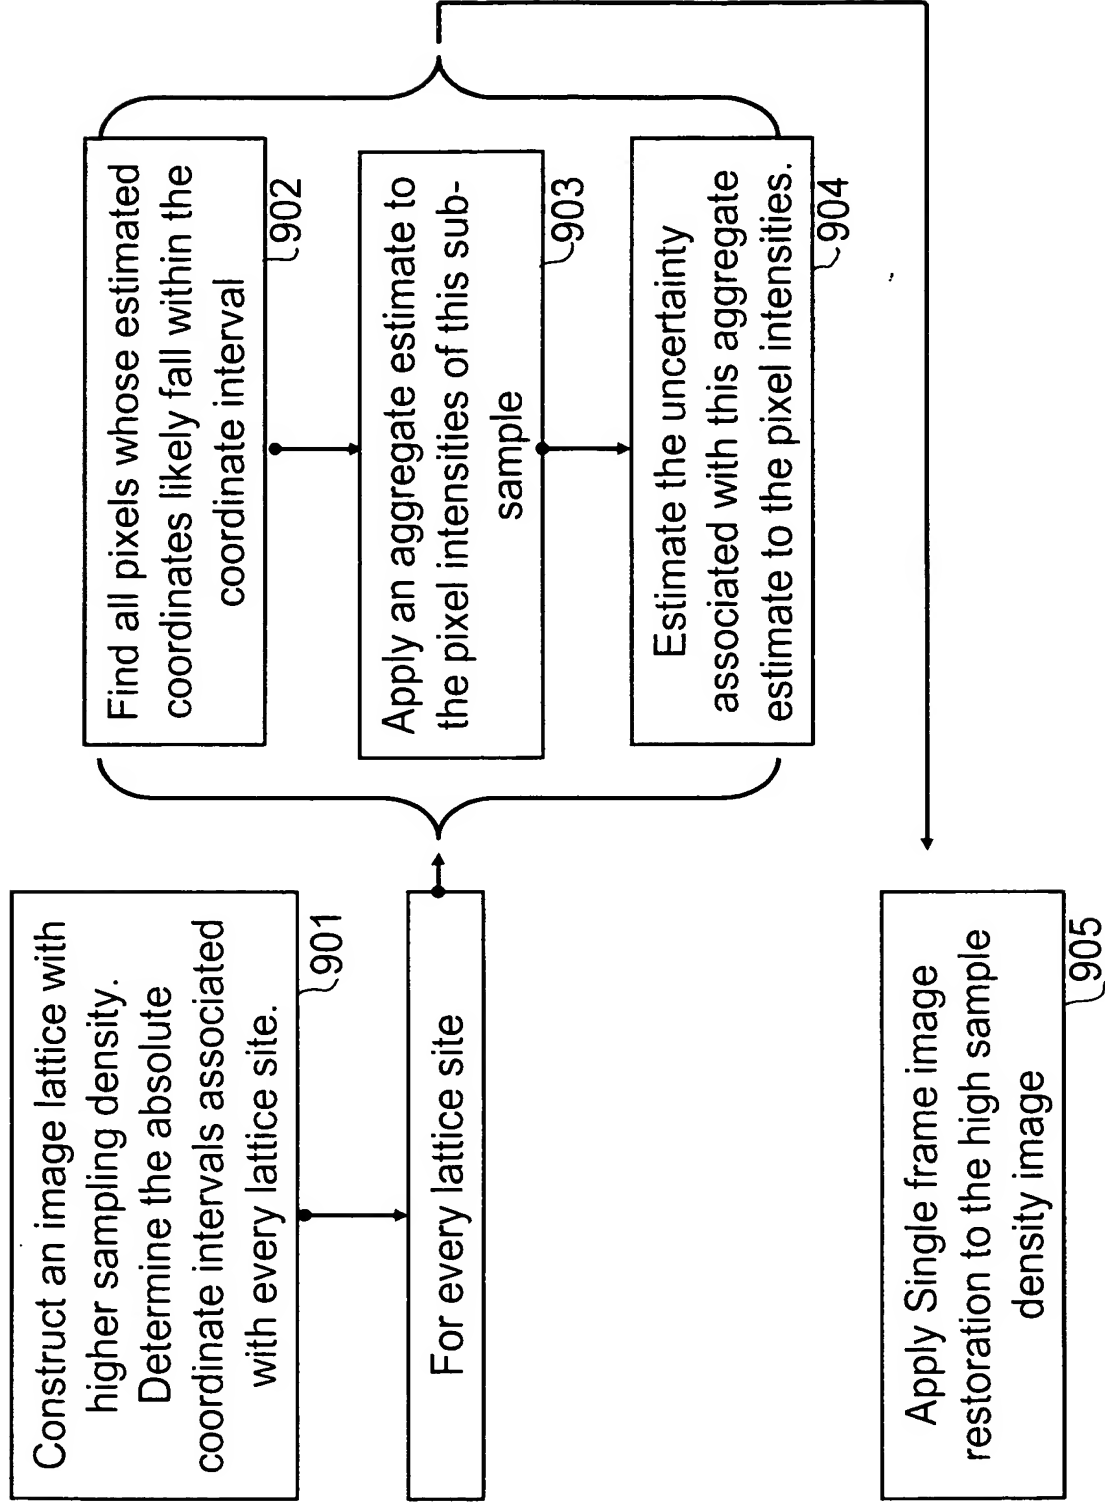 Construct an image lattice with
higher sampling density.
Determine the absolute
coordinate intervals associated
with every lattice site.
901
For every lattice site
Find all pixels whose estimated
coordinates likely fall within the
coordinate interval
902
Apply an aggregate estimate to
the pixel intensities of this sub-
sample
903
Estimate the uncertainty
associated with this aggregate
estimate to the pixel intensities.
904
Apply Single frame image
restoration to the high sample
density image
905